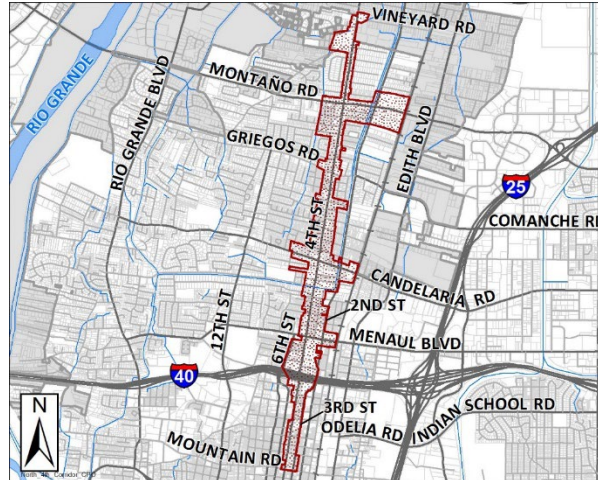 VINEYARD RD
MONTAÑO RD
RIO GRANDE
RIO GRANDE BLVD
GRIEGOS RD
EDITH BLVD
25
4TH ST
COMANCHE RD
CANDELARIA RD
2ND ST
12TH ST
6TH ST
MENAUL BLVD
40
3RD ST
ODELIA RD
INDIAN SCHOOL RD
MOUNTAIN RD
N
North_4th_Corridor_CPO